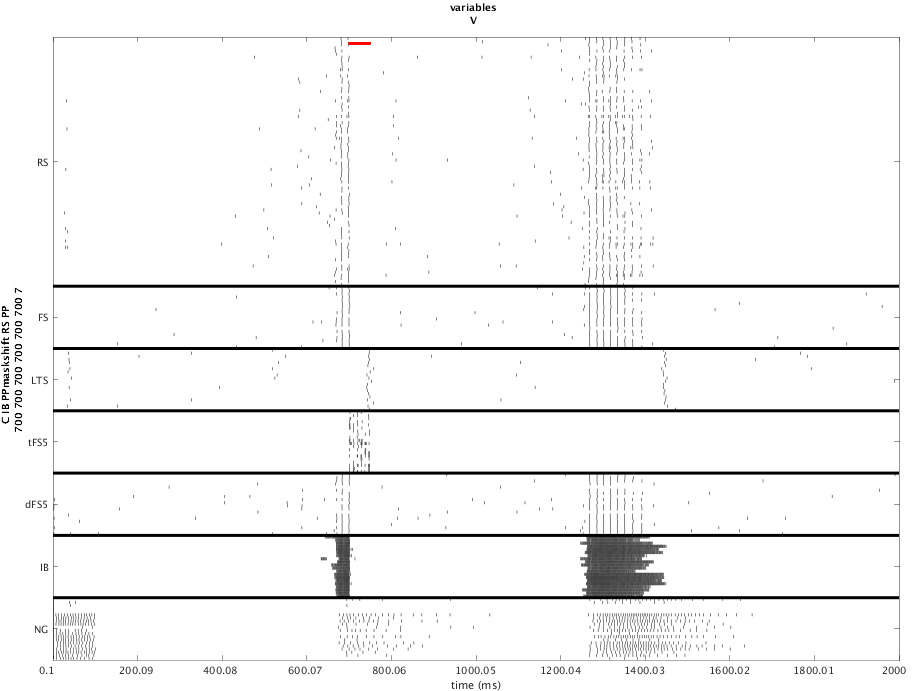 variables
V
C IB PPmaskshift RS PP
700 700 700 700 700 700 700 7
RS
FS
LTS
tFS5
dFS5
IB
NG
0.1 200.09 400.08 600.07 800.06 1000.05 1200.04 1400.03 1600.02 1800.01 2000
time (ms)